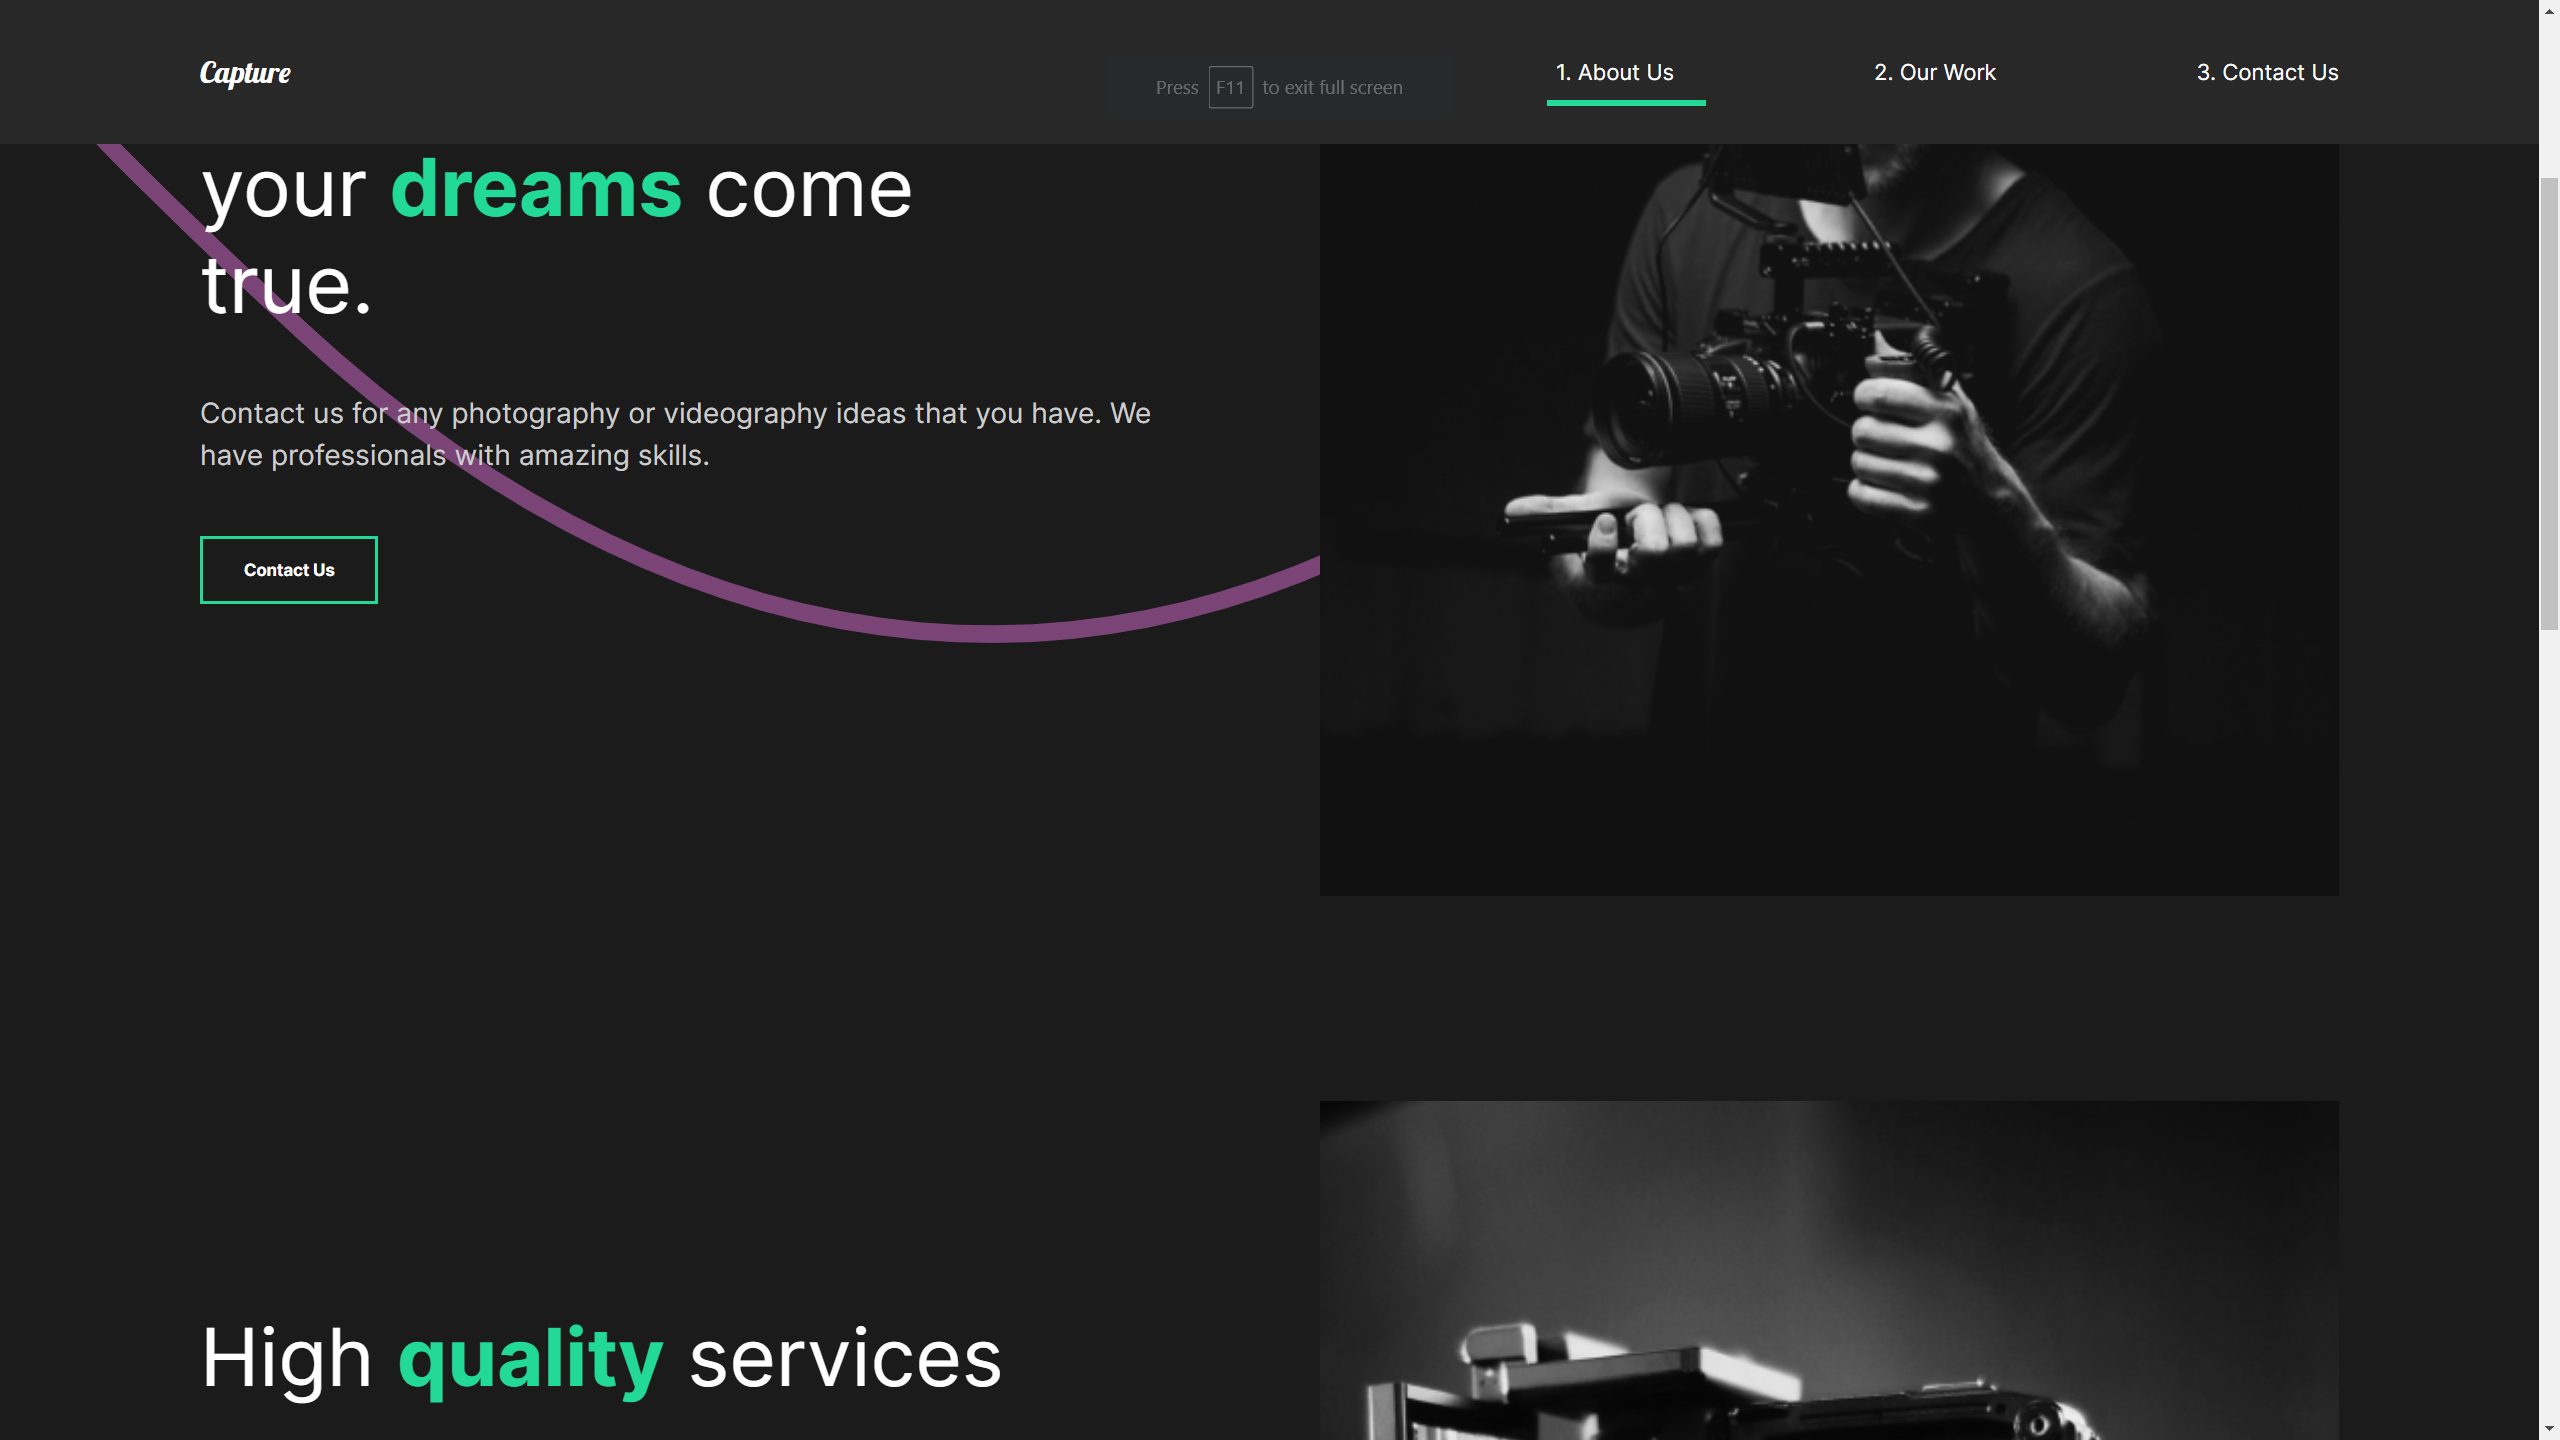 Capture
Press F11 to exit full screen
1. About Us
2. Our Work
3. Contact Us
your dreams come
true.
Contact us for any photography or videography ideas that you have. We
have professionals with amazing skills.
Contact Us
High quality services